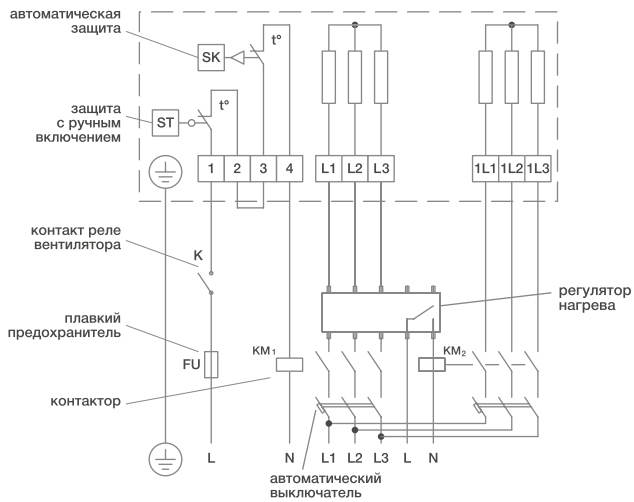 автоматическая
защита
SK
t°
защита
с ручным
включением
ST
t°
1 2 3 4 L1 L2 L3 1L1 1L2 1L3
контакт реле
вентилятора
K
регулятор
нагрева
плавкий
предохранитель
FU
KM1
KM2
контактор
L N L1 L2 L3 L N
автоматический
выключатель